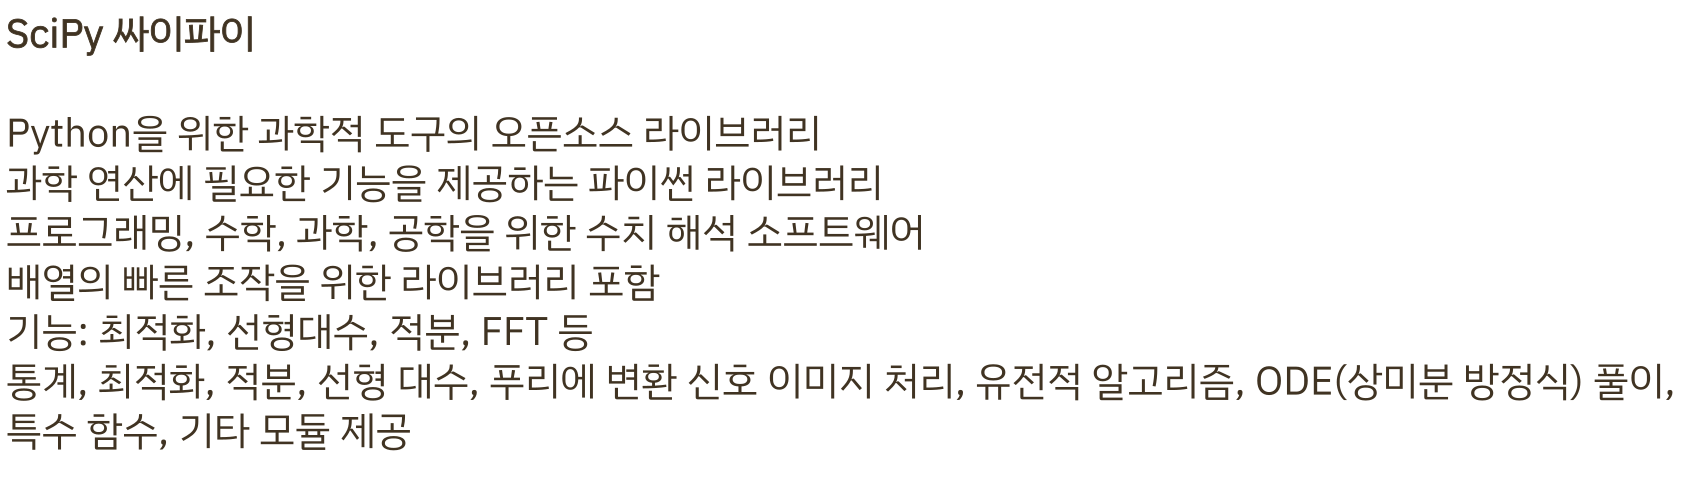 SciPy 싸이파이
Python을 위한 과학적 도구의 오픈소스 라이브러리
과학 연산에 필요한 기능을 제공하는 파이썬 라이브러리
프로그래밍, 수학, 과학, 공학을 위한 수치 해석 소프트웨어
배열의 빠른 조작을 위한 라이브러리 포함
기능: 최적화, 선형대수, 적분, FFT 등
통계, 최적화, 적분, 선형 대수, 푸리에 변환 신호 이미지 처리, 유전적 알고리즘, ODE(상미분 방정식) 풀이,
특수 함수, 기타 모듈 제공